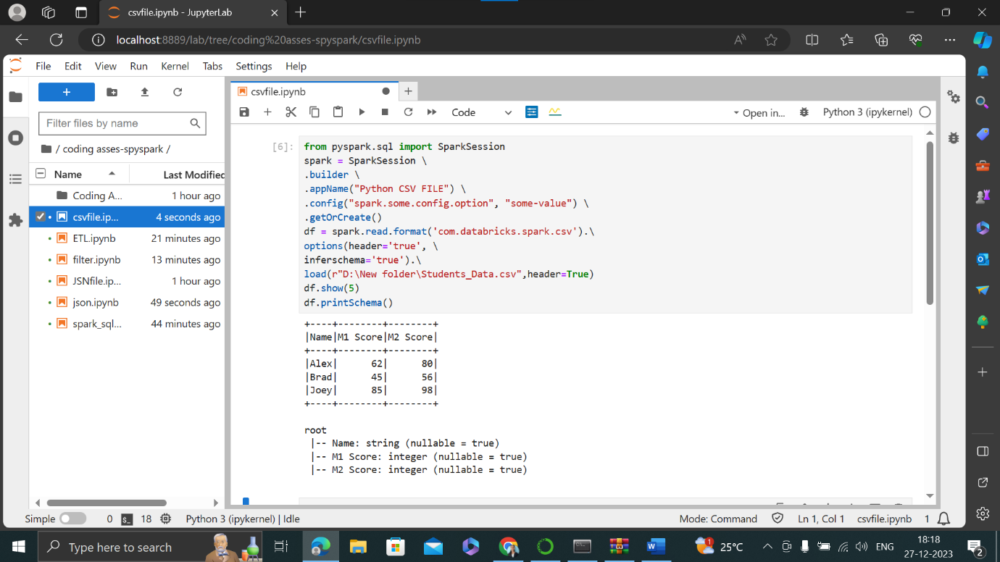 csvfile.ipynb - JupyterLab
localhost:8889/lab/tree/coding%20asses-spyspark/csvfile.ipynb
File Edit View Run Kernel Tabs Settings Help
Filter files by name
/ coding asses-spyspark /
Name Last Modified
Coding A... 1 hour ago
csvfile.ip... 4 seconds ago
ETL.ipynb 21 minutes ago
filter.ipynb 13 minutes ago
JSNfile.ip... 1 hour ago
json.ipynb 49 seconds ago
spark_sql... 44 minutes ago
csvfile.ipynb
Code Open in... Python 3 (ipykernel)
[6]: from pyspark.sql import SparkSession
spark = SparkSession \
.builder \
.appName("Python CSV FILE") \
.config("spark.some.config.option", "some-value") \
.getOrCreate()
df = spark.read.format('com.databricks.spark.csv').\
options(header='true', \
inferschema='true').\
load(r"D:\New folder\Students_Data.csv",header=True)
df.show(5)
df.printSchema()
+----+--------+--------+
|Name|M1 Score|M2 Score|
+----+--------+--------+
|Alex|      62|      80|
|Brad|      45|      56|
|Joey|      85|      98|
+----+--------+--------+
root
 |-- Name: string (nullable = true)
 |-- M1 Score: integer (nullable = true)
 |-- M2 Score: integer (nullable = true)
Simple 0 18 Python 3 (ipykernel) | Idle Mode: Command Ln 1, Col 1 csvfile.ipynb 1
Type here to search 1 25°C ENG 18:18
27-12-2023 2